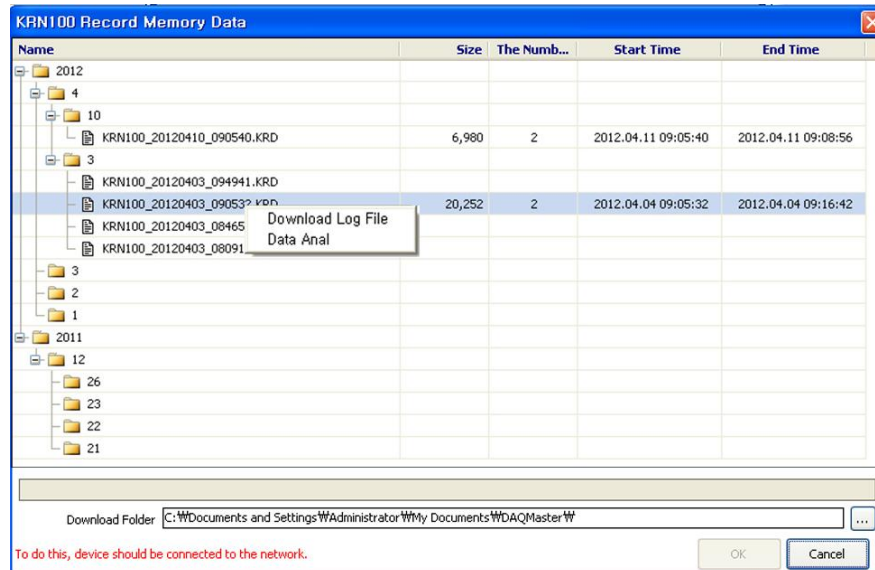 KRN100 Record Memory Data
Name Size The Numb... Start Time End Time
2012
4
10
KRN100_20120410_090540.KRD 6,980 2 2012.04.11 09:05:40 2012.04.11 09:08:56
3
KRN100_20120403_094941.KRD
KRN100_20120403_090532.KRD 20,252 2 2012.04.04 09:05:32 2012.04.04 09:16:42
Download Log File
KRN100_20120403_08465
Data Anal
KRN100_20120403_08091
3
2
1
2011
12
26
23
22
21
Download Folder C:₩Documents and Settings₩Administrator₩My Documents₩DAQMaster₩ ...
To do this, device should be connected to the network. OK Cancel